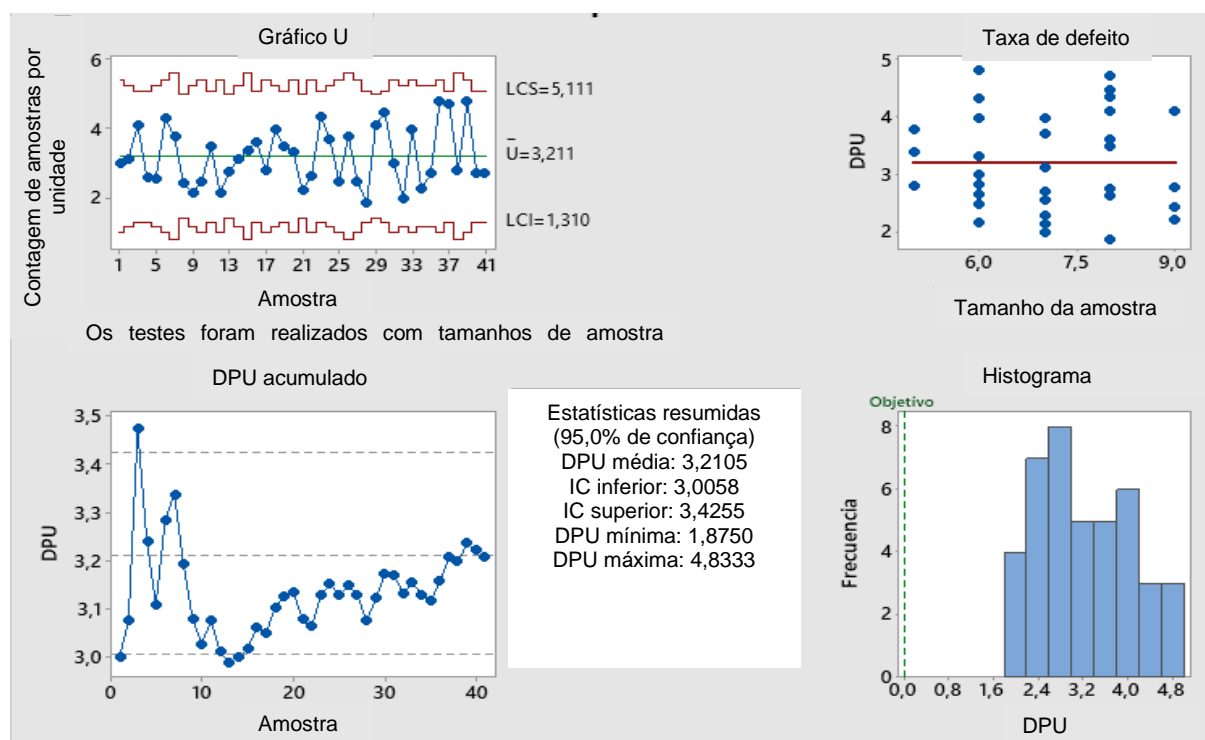 Gráfico U
Contagem de amostras por
unidade
6
4
2
LCS=5,111
Ū=3,211
LCI=1,310
1 5 9 13 17 21 25 29 33 37 41
Amostra
Os testes foram realizados com tamanhos de amostra
Taxa de defeito
DPU
5
4
3
2
6,0 7,5 9,0
Tamanho da amostra
DPU acumulado
DPU
3,5
3,4
3,3
3,2
3,1
3,0
0 10 20 30 40
Amostra
Estatísticas resumidas
(95,0% de confiança)
DPU média: 3,2105
IC inferior: 3,0058
IC superior: 3,4255
DPU mínima: 1,8750
DPU máxima: 4,8333
Histograma
Objetivo
Frecuencia
8
6
4
2
0
0,0 0,8 1,6 2,4 3,2 4,0 4,8
DPU